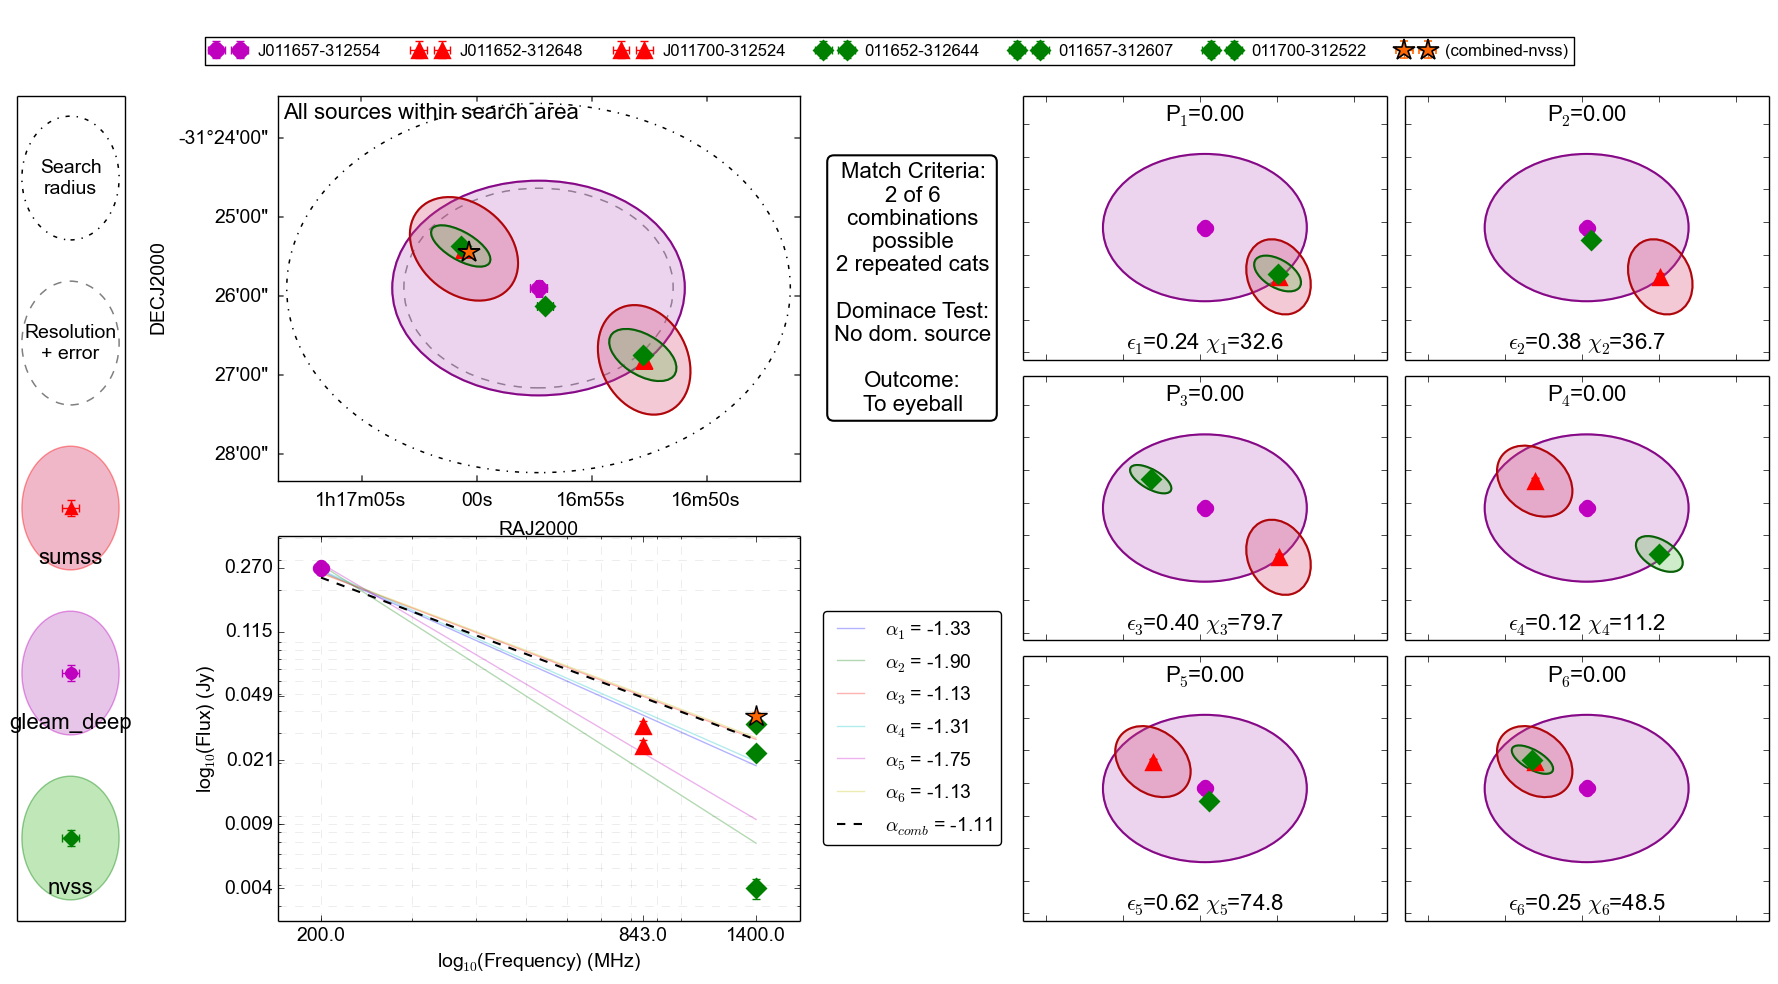 J011657-312554 J011652-312648 J011700-312524 011652-312644 011657-312607 011700-312522 (combined-nvss)
Search
radius
Resolution
+ error
sumss
gleam_deep
nvss
All sources within search area
DECJ2000
-31°24'00"
25'00"
26'00"
27'00"
28'00"
1h17m05s 00s 16m55s 16m50s
RAJ2000
Match Criteria:
2 of 6
combinations
possible
2 repeated cats
Dominace Test:
No dom. source
Outcome:
To eyeball
log10(Flux) (Jy)
0.270
0.115
0.049
0.021
0.009
0.004
200.0 843.0 1400.0
log10(Frequency) (MHz)
α1 = -1.33
α2 = -1.90
α3 = -1.13
α4 = -1.31
α5 = -1.75
α6 = -1.13
αcomb = -1.11
P1=0.00
ϵ1=0.24 χ1=32.6
P2=0.00
ϵ2=0.38 χ2=36.7
P3=0.00
ϵ3=0.40 χ3=79.7
P4=0.00
ϵ4=0.12 χ4=11.2
P5=0.00
ϵ5=0.62 χ5=74.8
P6=0.00
ϵ6=0.25 χ6=48.5